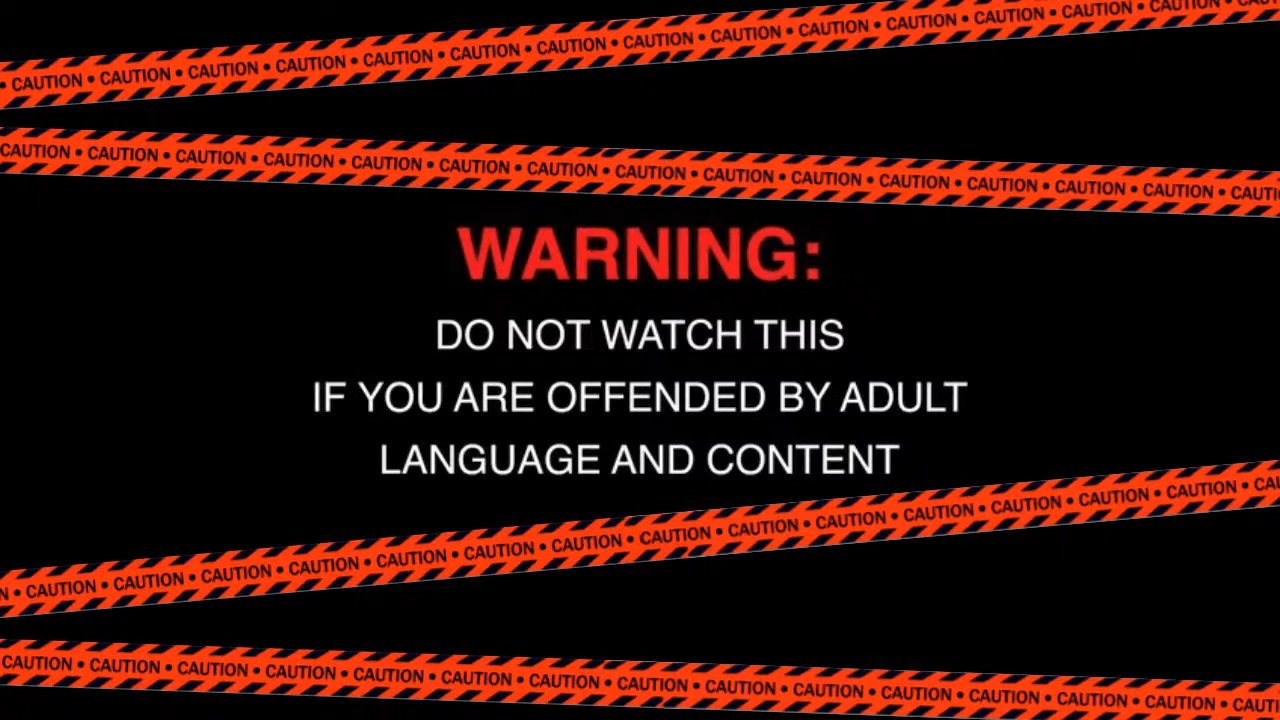 • CAUTION • CAUTION • CAUTION • CAUTION • CAUTION • CAUTION • CAUTION • CAUTION • CAUTION • CAUTION • CAUTION • CAUTION • CAUTION • CAUTION •
CAUTION • CAUTION • CAUTION • CAUTION • CAUTION • CAUTION • CAUTION • CAUTION • CAUTION • CAUTION • CAUTION • CAUTION • CAUTION • CAUTION • CAUTI
WARNING:
DO NOT WATCH THIS
IF YOU ARE OFFENDED BY ADULT
LANGUAGE AND CONTENT
N • CAUTION • CAUTION • CAUTION • CAUTION • CAUTION • CAUTION • CAUTION • CAUTION • CAUTION • CAUTION • CAUTION • CAUTION • CAUTION • CAUTION • CA
CAUTION • CAUTION • CAUTION • CAUTION • CAUTION • CAUTION • CAUTION • CAUTION • CAUTION • CAUTION • CAUTION • CAUTION • CAUTION • CAUTION • CAUTI